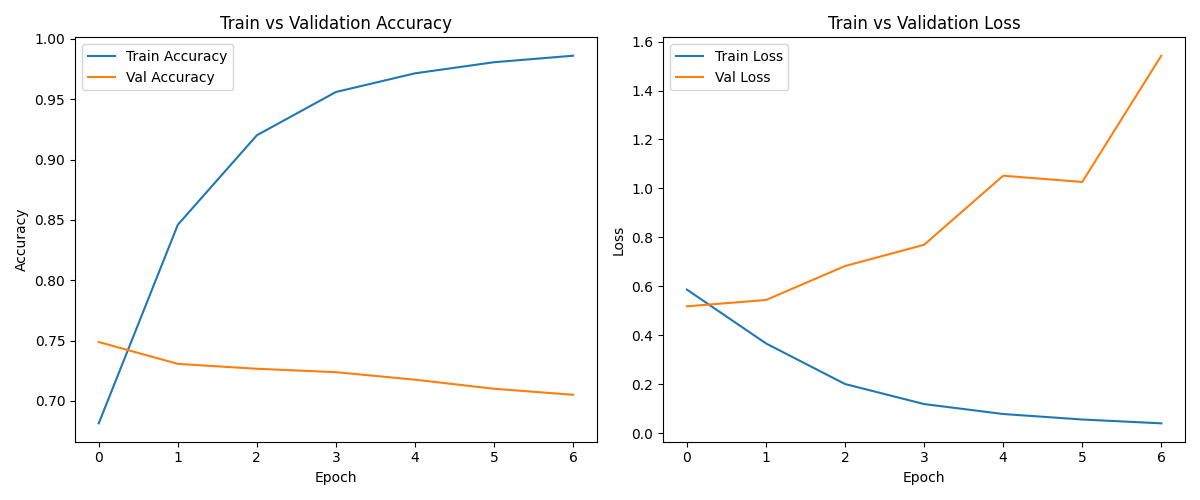 Train vs Validation Accuracy
Train Accuracy
Val Accuracy
1.00
0.95
0.90
0.85
0.80
0.75
0.70
Accuracy
0 1 2 3 4 5 6
Epoch
Train vs Validation Loss
Train Loss
Val Loss
1.6
1.4
1.2
1.0
0.8
0.6
0.4
0.2
0.0
Loss
0 1 2 3 4 5 6
Epoch